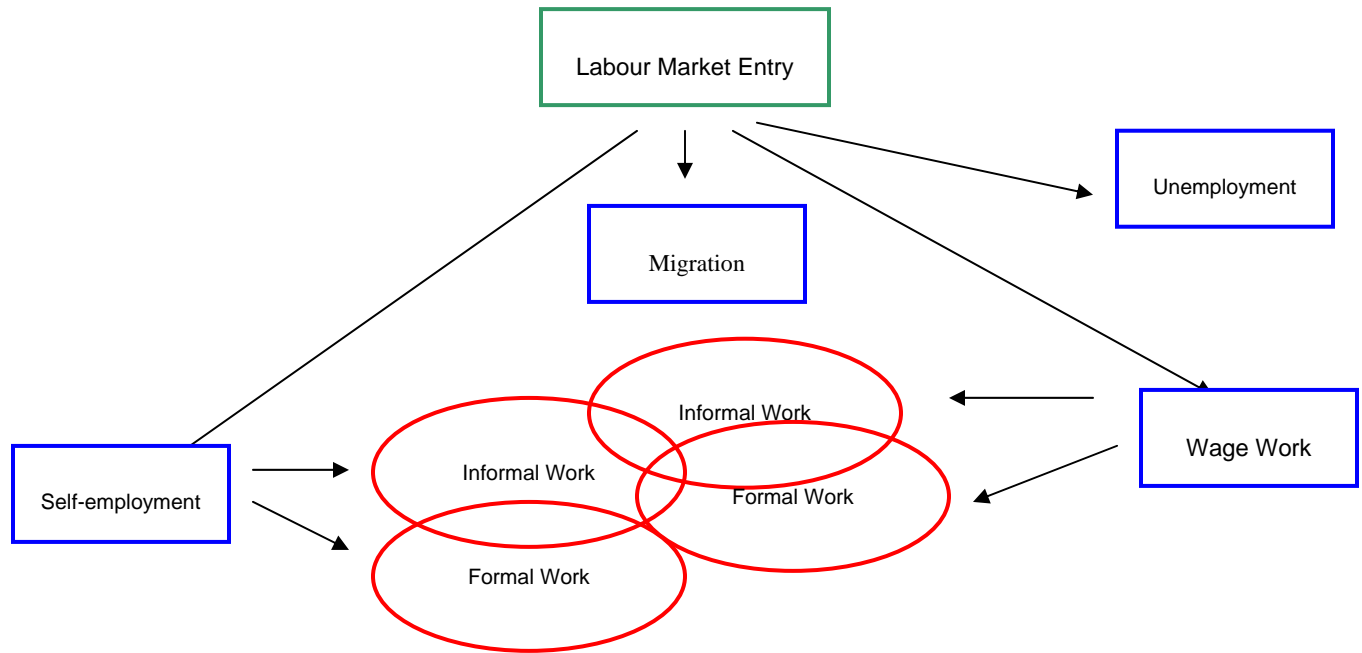 Labour Market Entry
Unemployment
Migration
Informal Work
Wage Work
Informal Work
Formal Work
Self-employment
Formal Work